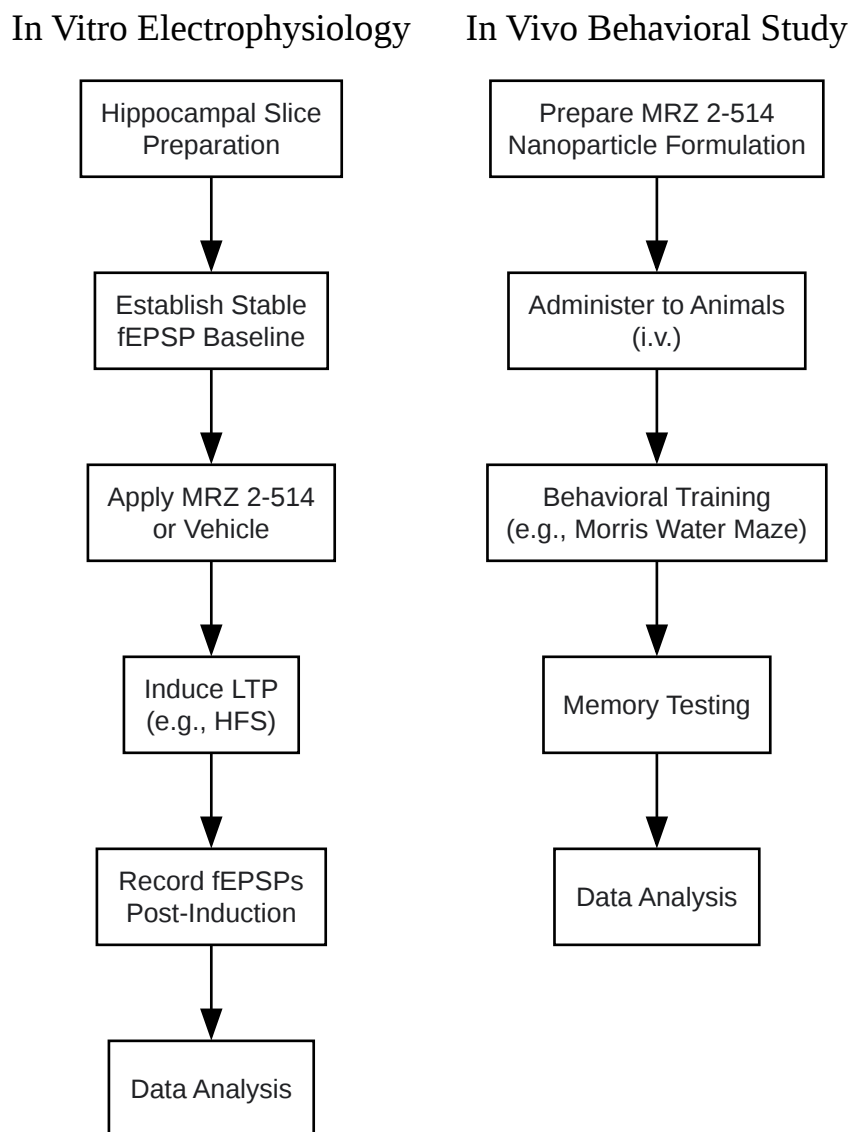 In Vitro Electrophysiology
Hippocampal Slice
Preparation
Establish Stable
fEPSP Baseline
Apply MRZ 2-514
or Vehicle
Induce LTP
(e.g., HFS)
Record fEPSPs
Post-Induction
Data Analysis
In Vivo Behavioral Study
Prepare MRZ 2-514
Nanoparticle Formulation
Administer to Animals
(i.v.)
Behavioral Training
(e.g., Morris Water Maze)
Memory Testing
Data Analysis